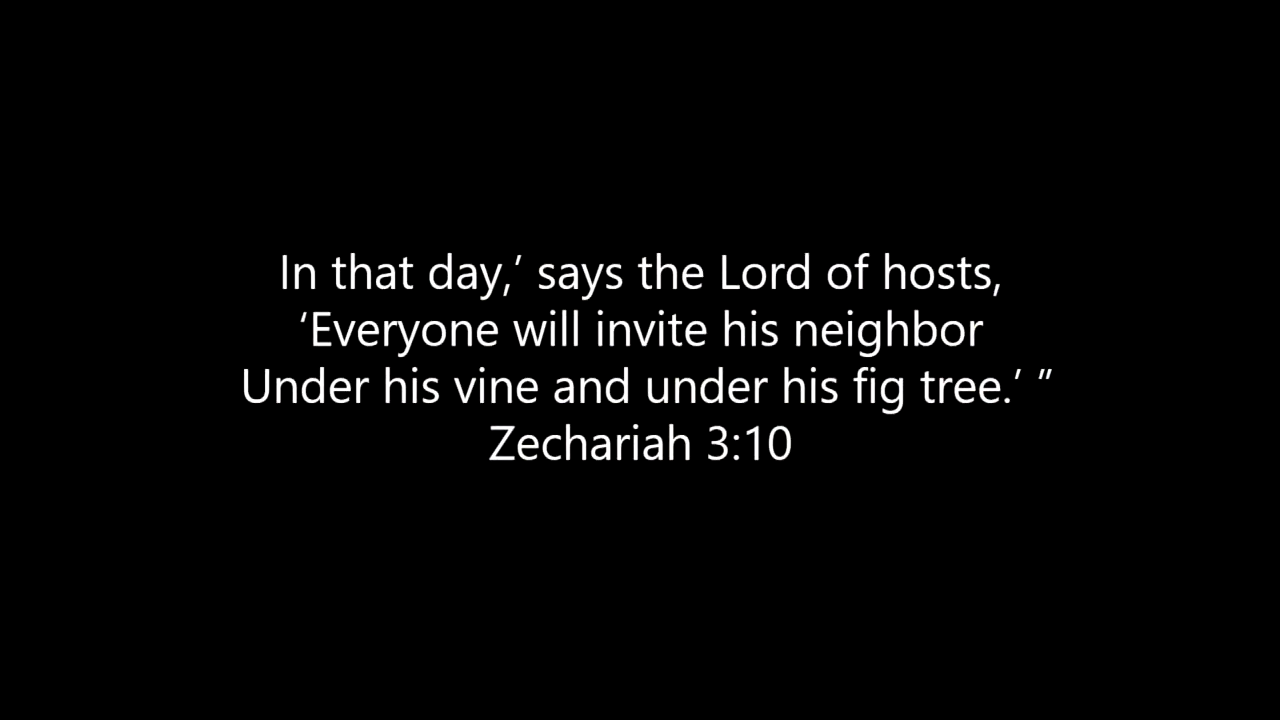 In that day,’ says the Lord of hosts,
‘Everyone will invite his neighbor
Under his vine and under his fig tree.’ ”
Zechariah 3:10